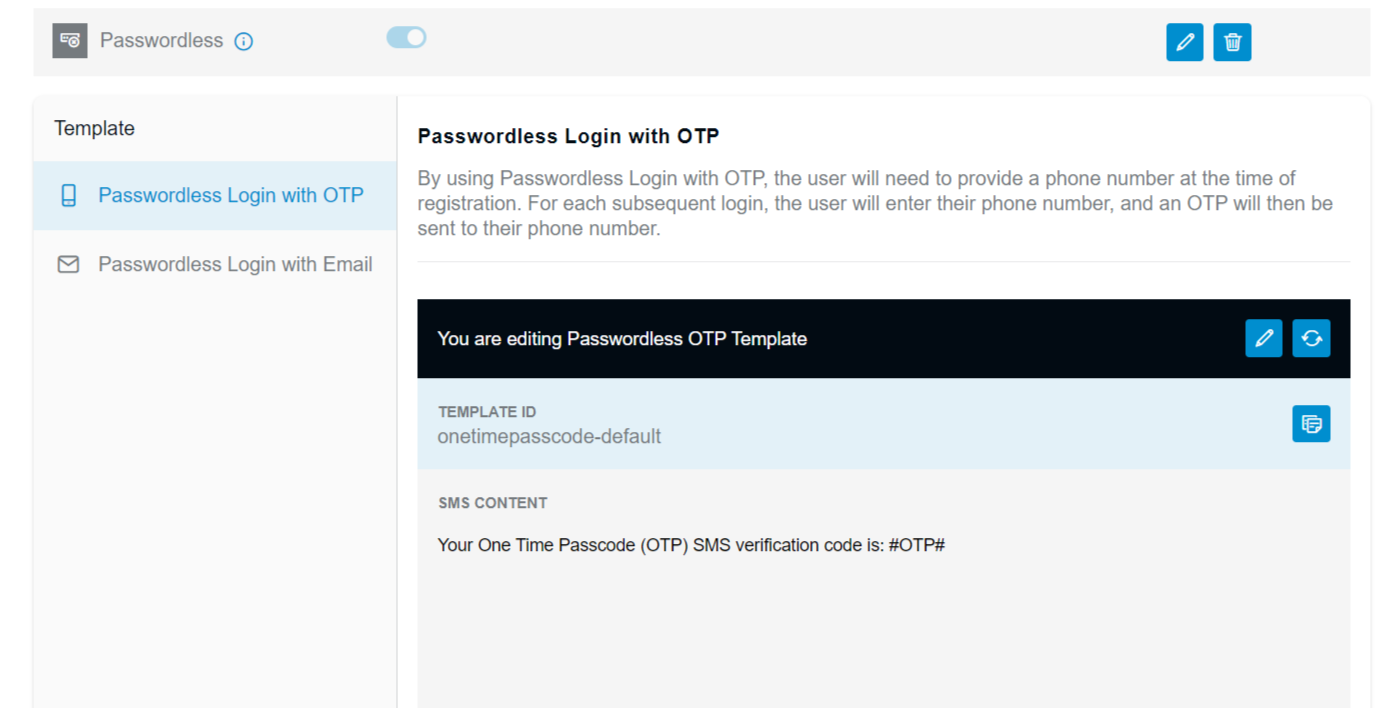 Passwordless
Template
Passwordless Login with OTP
Passwordless Login with Email
Passwordless Login with OTP
By using Passwordless Login with OTP, the user will need to provide a phone number at the time of
registration. For each subsequent login, the user will enter their phone number, and an OTP will then be
sent to their phone number.
You are editing Passwordless OTP Template
TEMPLATE ID
onetimepasscode-default
SMS CONTENT
Your One Time Passcode (OTP) SMS verification code is: #OTP#